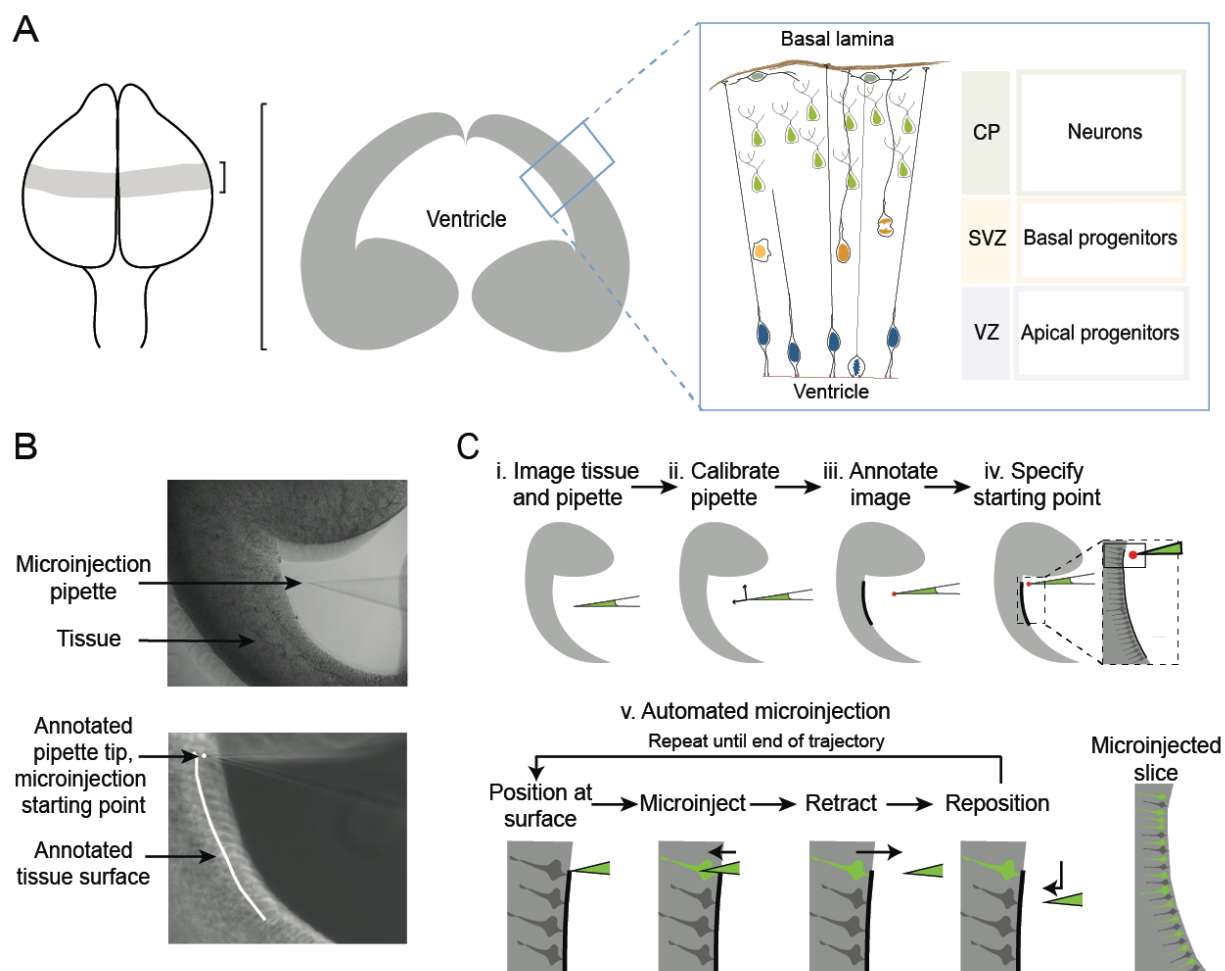 A
Basal lamina
Ventricle
CP
Neurons
SVZ
Basal progenitors
VZ
Apical progenitors
Ventricle
B
Microinjection
pipette
Tissue
Annotated
pipette tip,
microinjection
starting point
Annotated
tissue surface
C
i. Image tissue
and pipette
ii. Calibrate
pipette
iii. Annotate
image
iv. Specify
starting point
v. Automated microinjection
Repeat until end of trajectory
Position at
surface
Microinject
Retract
Reposition
Microinjected
slice